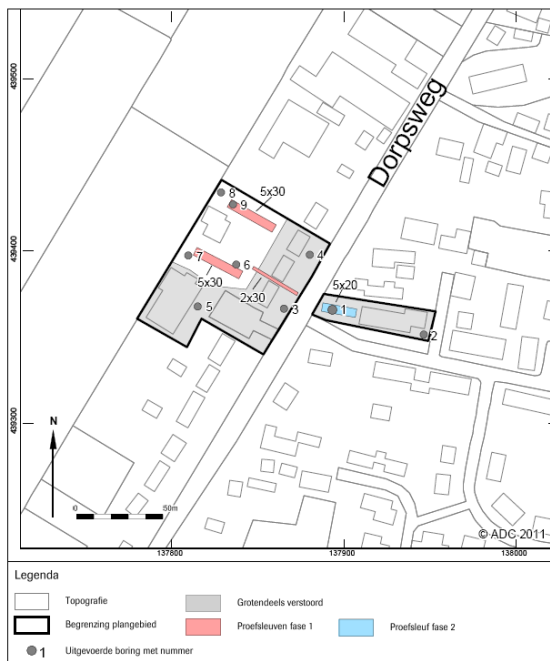 439500
439400
439300
Dorpsweg
8
9
5x30
4
7
6
5x30
2x30
5
3
5x20
1
2
N
0 50m
© ADC 2011
137800 137900 138000
Legenda
Topografie Grotendeels verstoord
Begrenzing plangebied Proefsleuven fase 1 Proefsleuf fase 2
1 Uitgevoerde boring met nummer